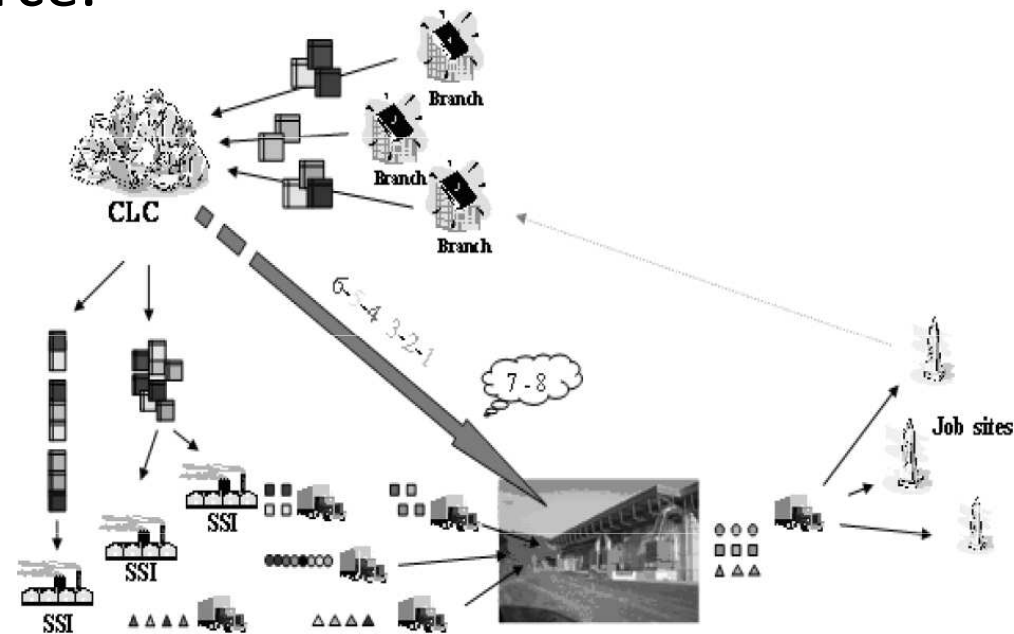 Branch
Branch
Branch
CLC
6-5-4 3-2-1
7-8
Job sites
SSI
SSI
SSI